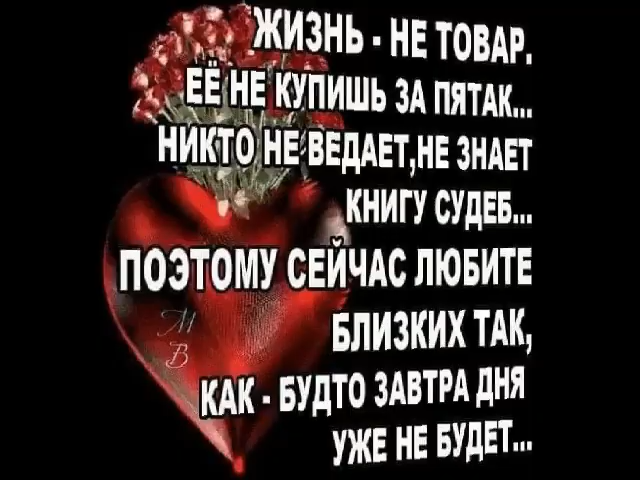 ЖИЗНЬ - НЕ ТОВАР.
ЕЁ НЕ КУПИШЬ ЗА ПЯТАК...
НИКТО НЕ ВЕДАЕТ,НЕ ЗНАЕТ
КНИГУ СУДЕБ...
ПОЭТОМУ СЕЙЧАС ЛЮБИТЕ
БЛИЗКИХ ТАК,
КАК - БУДТО ЗАВТРА ДНЯ
УЖЕ НЕ БУДЕТ...
М
В